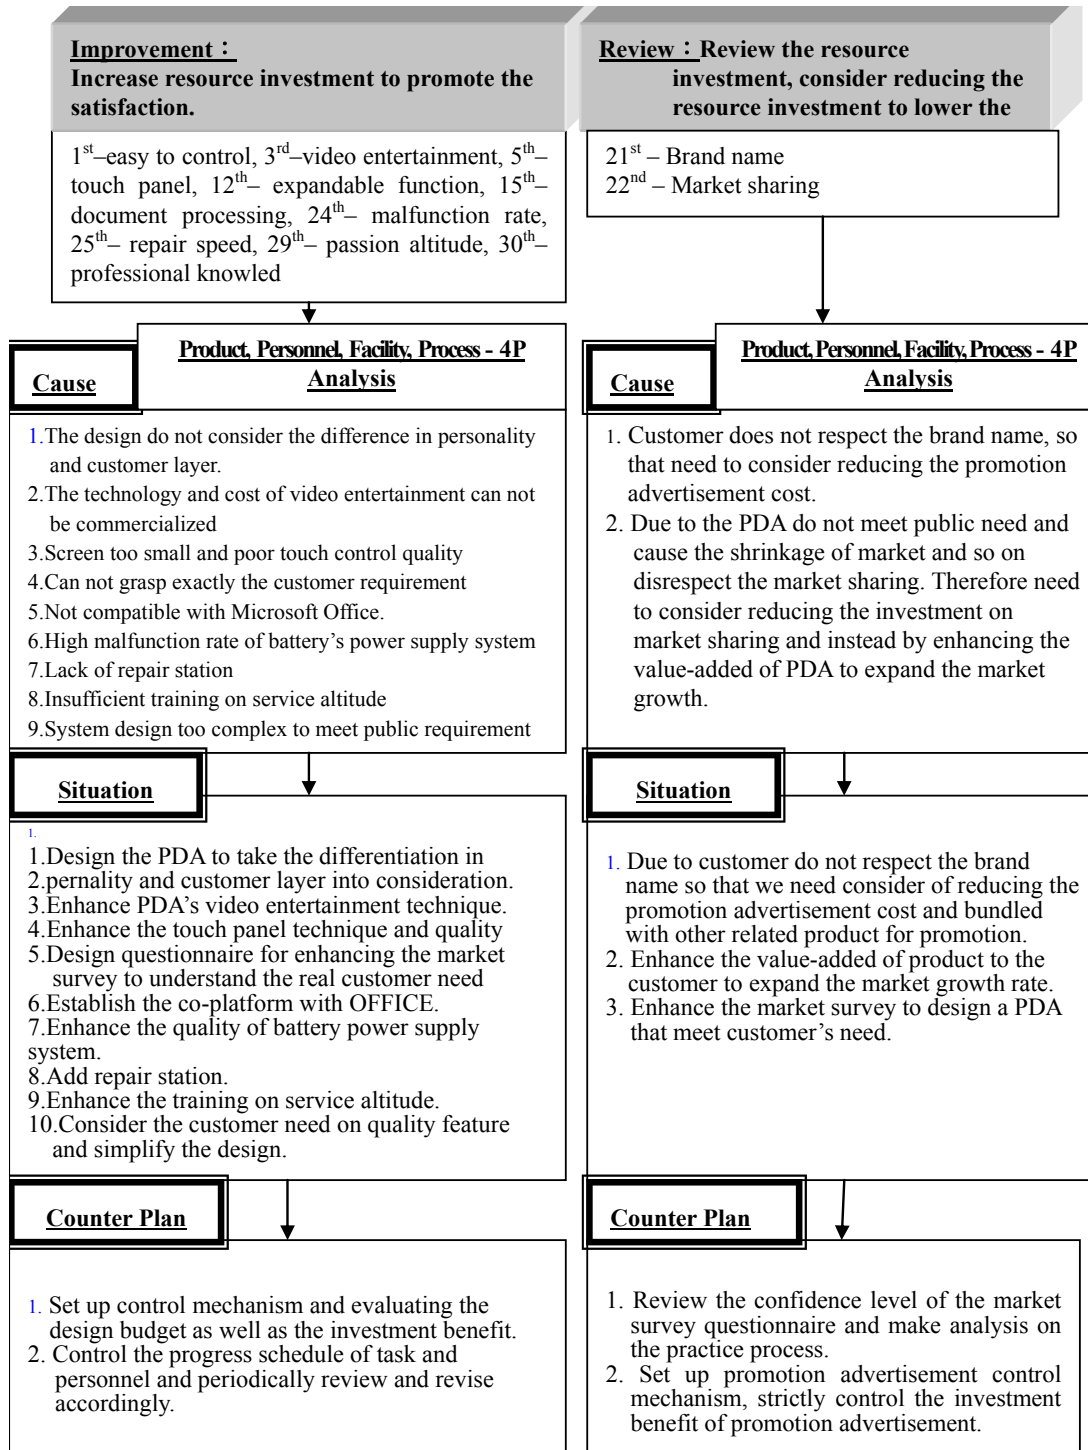 Improvement：
Increase resource investment to promote the
satisfaction.
1st–easy to control, 3rd–video entertainment, 5th–
touch panel, 12th– expandable function, 15th–
document processing, 24th– malfunction rate,
25th– repair speed, 29th– passion altitude, 30th–
professional knowled
Product, Personnel, Facility, Process - 4P
Analysis
Cause
1.The design do not consider the difference in personality
and customer layer.
2.The technology and cost of video entertainment can not
be commercialized
3.Screen too small and poor touch control quality
4.Can not grasp exactly the customer requirement
5.Not compatible with Microsoft Office.
6.High malfunction rate of battery’s power supply system
7.Lack of repair station
8.Insufficient training on service altitude
9.System design too complex to meet public requirement
Situation
1.
1.Design the PDA to take the differentiation in
2.pernality and customer layer into consideration.
3.Enhance PDA’s video entertainment technique.
4.Enhance the touch panel technique and quality
5.Design questionnaire for enhancing the market
survey to understand the real customer need
6.Establish the co-platform with OFFICE.
7.Enhance the quality of battery power supply
system.
8.Add repair station.
9.Enhance the training on service altitude.
10.Consider the customer need on quality feature
and simplify the design.
Counter Plan
1. Set up control mechanism and evaluating the
design budget as well as the investment benefit.
2. Control the progress schedule of task and
personnel and periodically review and revise
accordingly.
Review：Review the resource
investment, consider reducing the
resource investment to lower the
21st – Brand name
22nd – Market sharing
Product, Personnel, Facility, Process - 4P
Analysis
Cause
1. Customer does not respect the brand name, so
that need to consider reducing the promotion
advertisement cost.
2. Due to the PDA do not meet public need and
cause the shrinkage of market and so on
disrespect the market sharing. Therefore need
to consider reducing the investment on
market sharing and instead by enhancing the
value-added of PDA to expand the market
growth.
Situation
1. Due to customer do not respect the brand
name so that we need consider of reducing the
promotion advertisement cost and bundled
with other related product for promotion.
2. Enhance the value-added of product to the
customer to expand the market growth rate.
3. Enhance the market survey to design a PDA
that meet customer’s need.
Counter Plan
1. Review the confidence level of the market
survey questionnaire and make analysis on
the practice process.
2. Set up promotion advertisement control
mechanism, strictly control the investment
benefit of promotion advertisement.